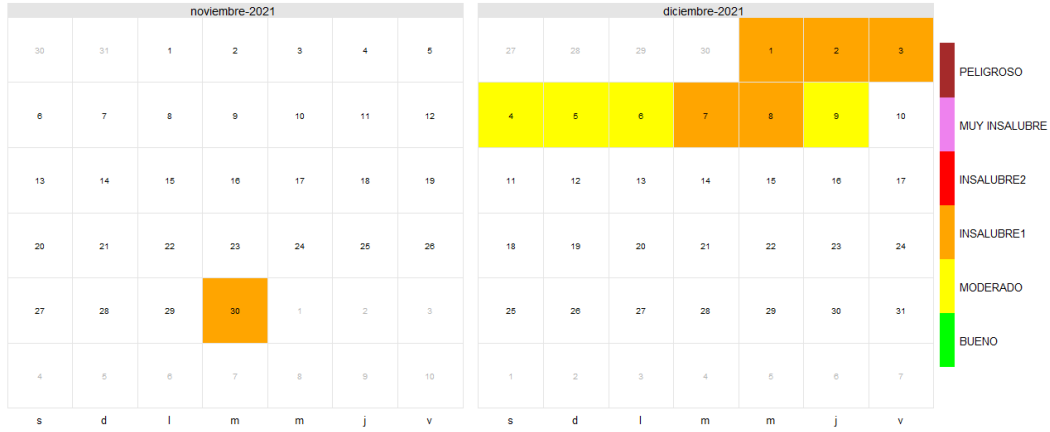 noviembre-2021
30 31 1 2 3 4 5
6 7 8 9 10 11 12
13 14 15 16 17 18 19
20 21 22 23 24 25 26
27 28 29 30 1 2 3
4 5 6 7 8 9 10
s d l m m j v
diciembre-2021
27 28 29 30 1 2 3
4 5 6 7 8 9 10
11 12 13 14 15 16 17
18 19 20 21 22 23 24
25 26 27 28 29 30 31
1 2 3 4 5 6 7
s d l m m j v
PELIGROSO
MUY INSALUBRE
INSALUBRE2
INSALUBRE1
MODERADO
BUENO